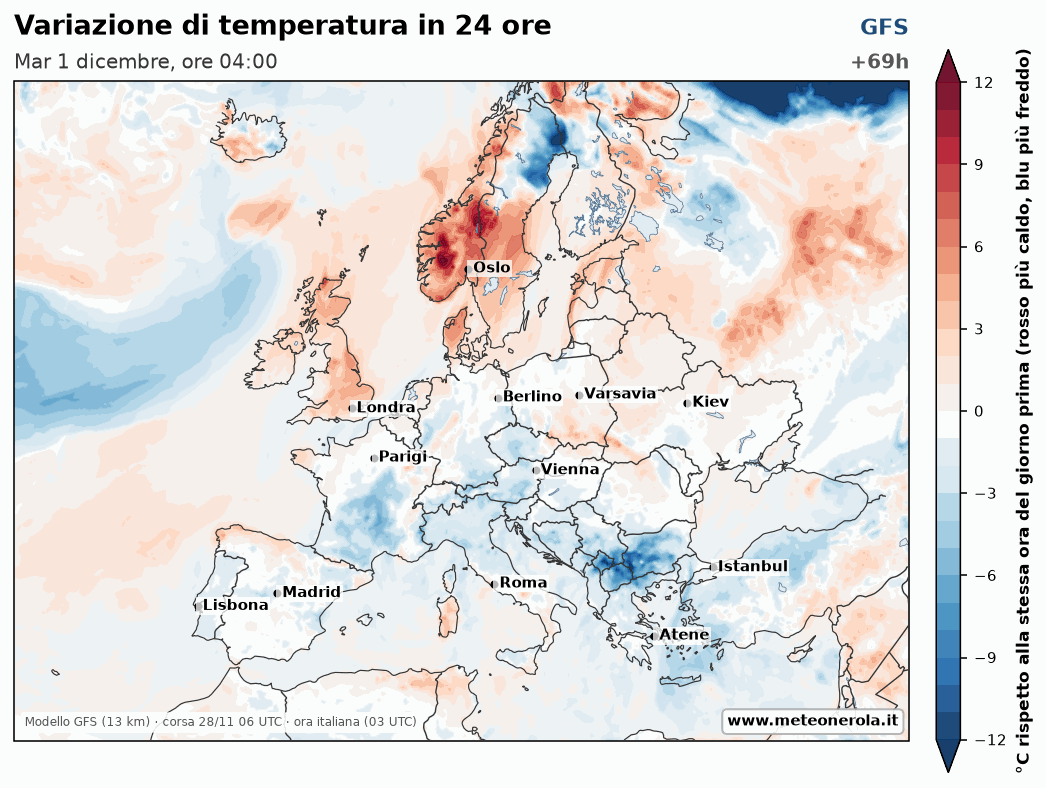 Variazione di temperatura in 24 ore
GFS
Mar 1 dicembre, ore 04:00
+69h
Oslo
Londra
Berlino
Varsavia
Kiev
Parigi
Vienna
Istanbul
Roma
Madrid
Lisbona
Atene
Modello GFS (13 km) · corsa 28/11 06 UTC · ora italiana (03 UTC)
www.meteonerola.it
12
9
6
3
0
−3
−6
−9
−12
°C rispetto alla stessa ora del giorno prima (rosso più caldo, blu più freddo)